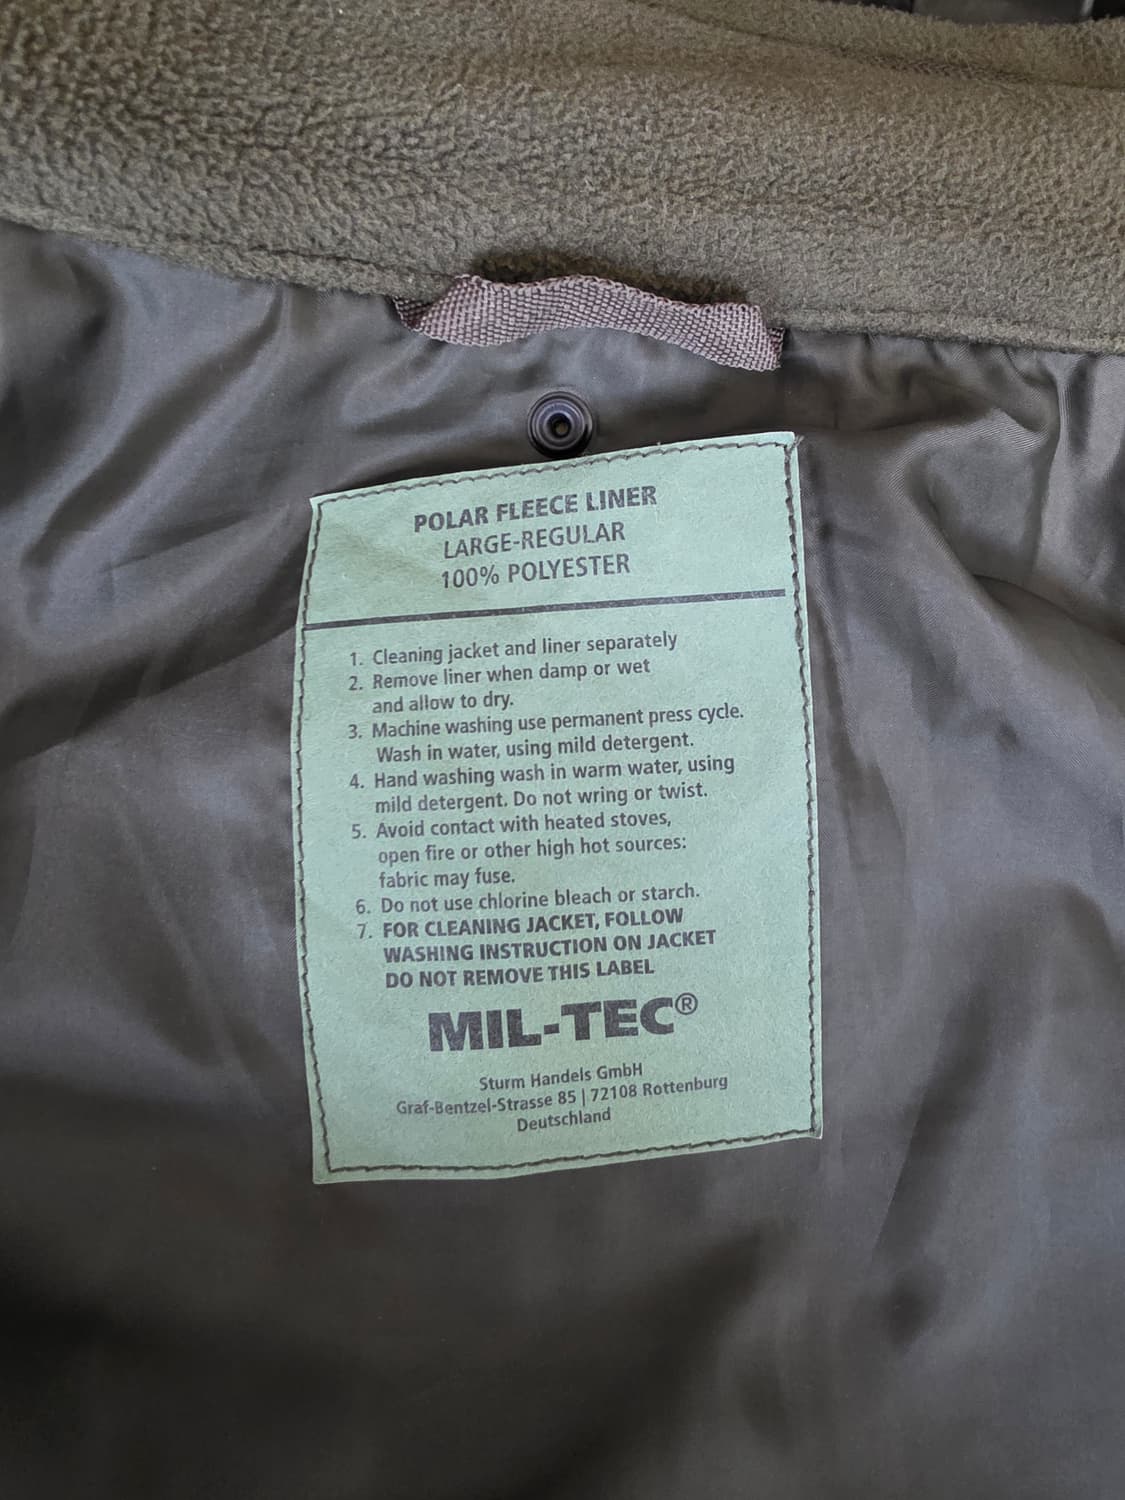 POLAR FLEECE LINER
LARGE-REGULAR
100% POLYESTER
1. Cleaning jacket and liner separately
2. Remove liner when damp or wet
and allow to dry.
3. Machine washing use permanent press cycle.
Wash in water, using mild detergent.
4. Hand washing wash in warm water, using
mild detergent. Do not wring or twist.
5. Avoid contact with heated stoves,
open fire or other high hot sources:
fabric may fuse.
6. Do not use chlorine bleach or starch.
7. FOR CLEANING JACKET, FOLLOW
WASHING INSTRUCTION ON JACKET
DO NOT REMOVE THIS LABEL
MIL-TEC®
Sturm Handels GmbH
Graf-Bentzel-Strasse 85 | 72108 Rottenburg
Deutschland